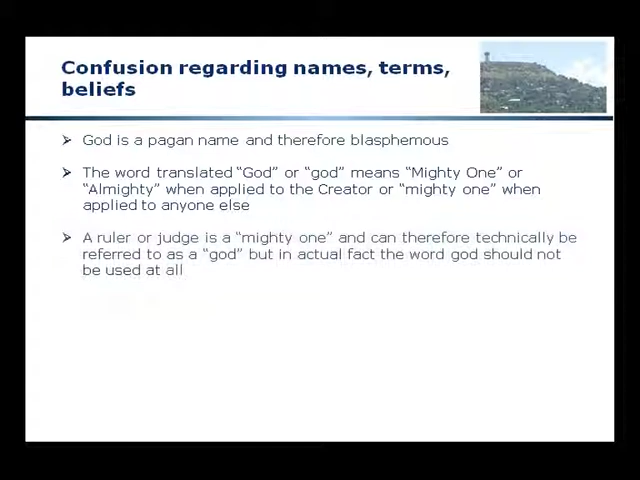 Confusion regarding names, terms,
beliefs
God is a pagan name and therefore blasphemous
The word translated “God” or “god” means “Mighty One” or
“Almighty” when applied to the Creator or “mighty one” when
applied to anyone else
A ruler or judge is a “mighty one” and can therefore technically be
referred to as a “god” but in actual fact the word god should not
be used at all